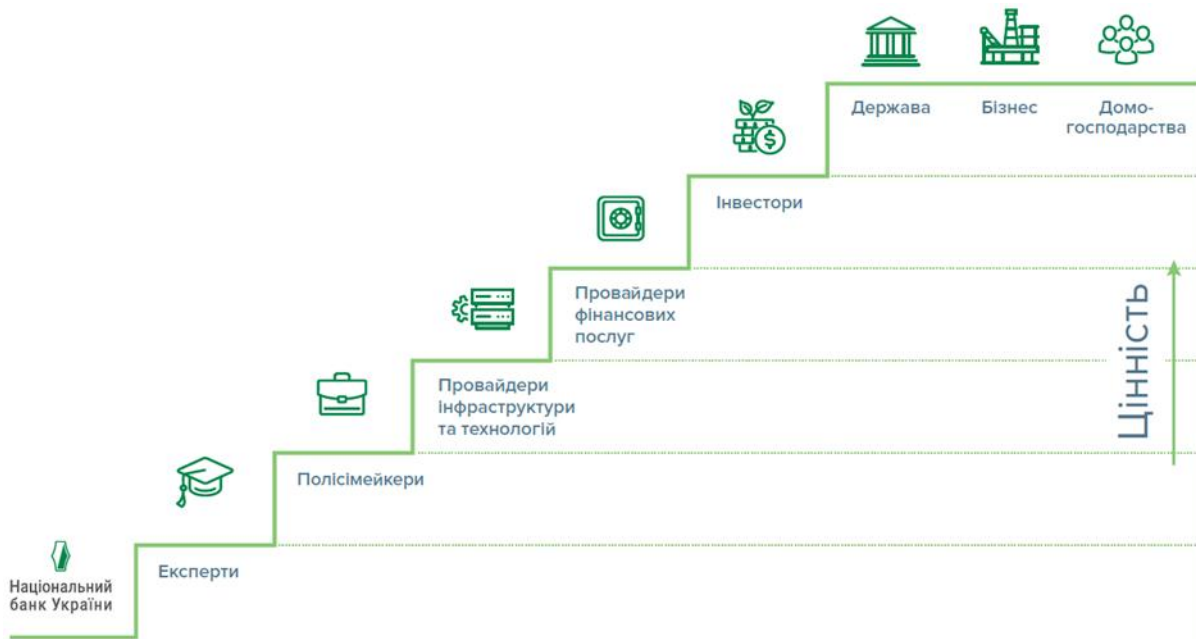 Держава
Бізнес
Домо-
господарства
Інвестори
Провайдери
фінансових
послуг
Цінність
Провайдери
інфраструктури
та технологій
Полісімейкери
Експерти
Національний
банк України